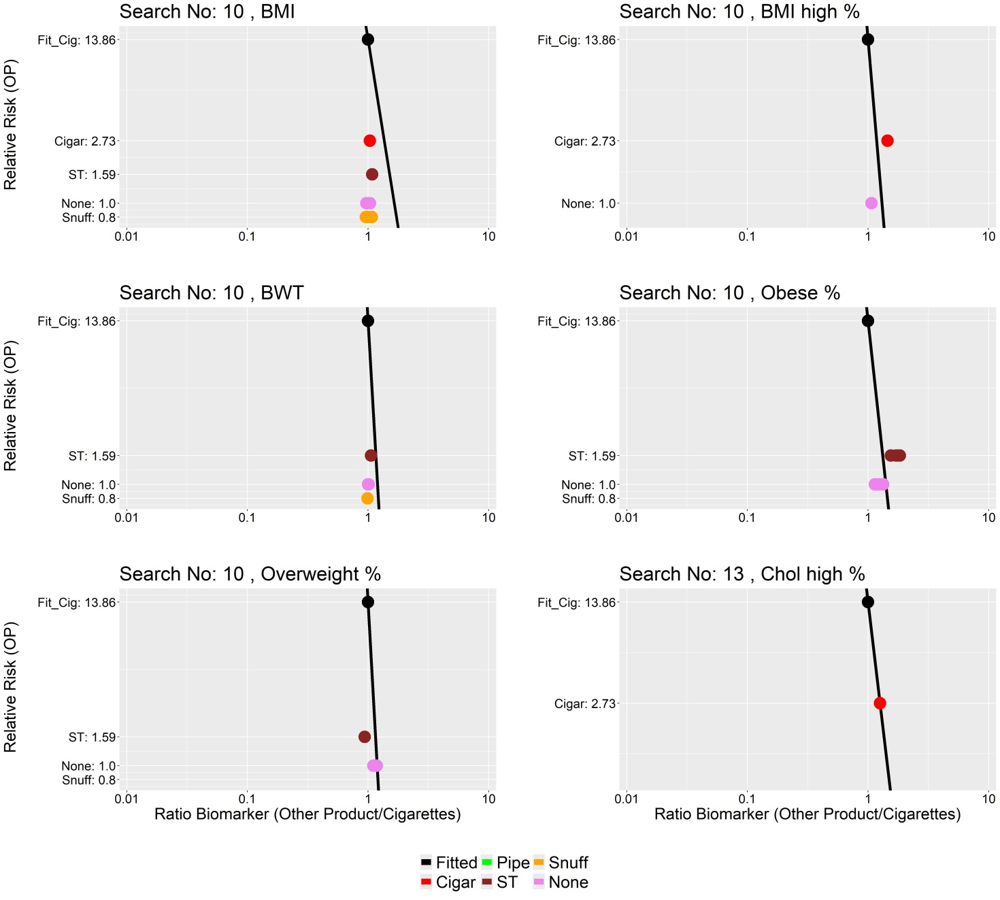 Search No: 10 , BMI
Relative Risk (OP)
Fit_Cig: 13.86
Cigar: 2.73
ST: 1.59
None: 1.0
Snuff: 0.8
0.01 0.1 1 10
Search No: 10 , BMI high %
Fit_Cig: 13.86
Cigar: 2.73
None: 1.0
0.01 0.1 1 10
Search No: 10 , BWT
Relative Risk (OP)
Fit_Cig: 13.86
ST: 1.59
None: 1.0
Snuff: 0.8
0.01 0.1 1 10
Search No: 10 , Obese %
Fit_Cig: 13.86
ST: 1.59
None: 1.0
Snuff: 0.8
0.01 0.1 1 10
Search No: 10 , Overweight %
Relative Risk (OP)
Fit_Cig: 13.86
ST: 1.59
None: 1.0
Snuff: 0.8
0.01 0.1 1 10
Ratio Biomarker (Other Product/Cigarettes)
Search No: 13 , Chol high %
Fit_Cig: 13.86
Cigar: 2.73
0.01 0.1 1 10
Ratio Biomarker (Other Product/Cigarettes)
Fitted Pipe Snuff
Cigar ST None